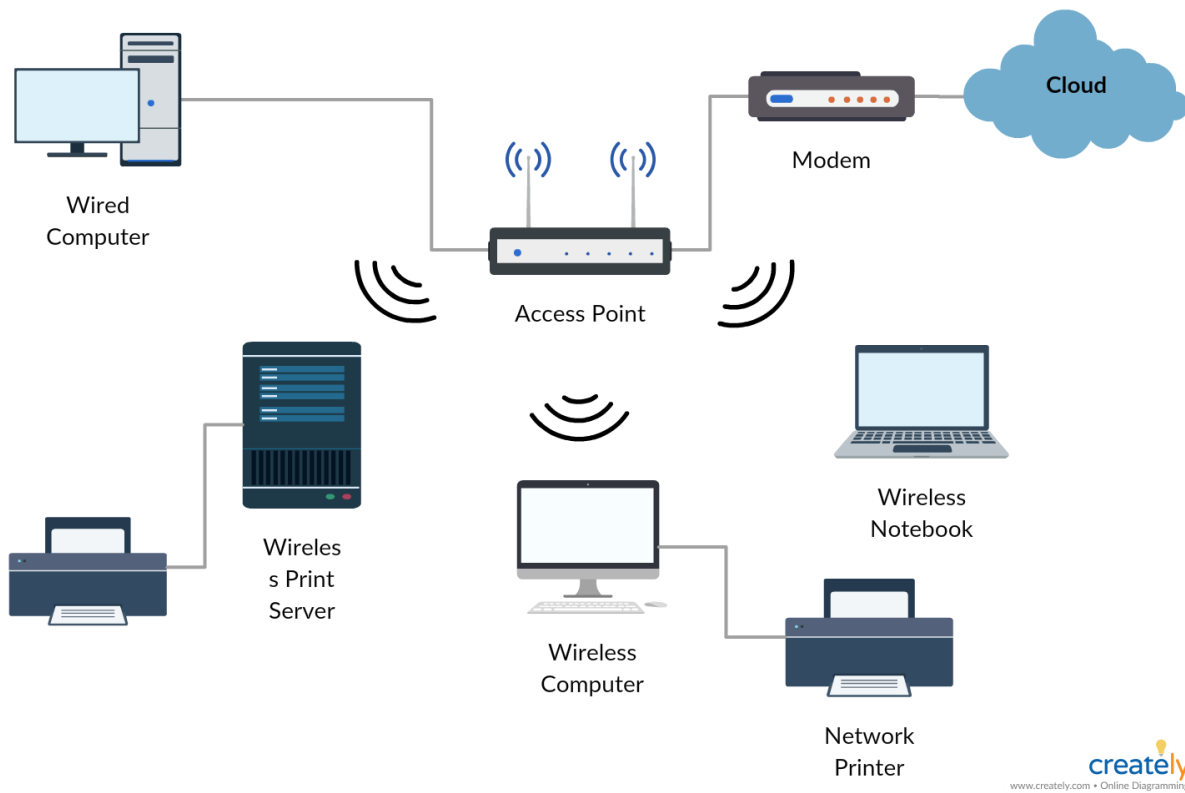 Cloud
Modem
Wired
Computer
Access Point
Wireless
Notebook
Wireles
s Print
Server
Wireless
Computer
Network
Printer
creately
www.creately.com • Online Diagramming